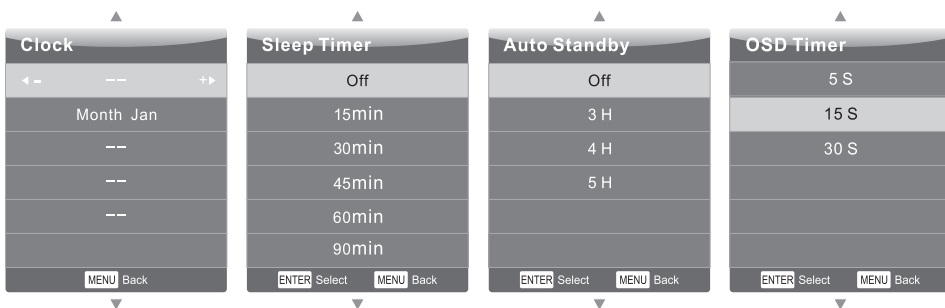 Clock
- -- +
Month Jan
--
--
--
MENU Back
Sleep Timer
Off
15min
30min
45min
60min
90min
ENTER Select MENU Back
Auto Standby
Off
3 H
4 H
5 H
ENTER Select MENU Back
OSD Timer
5 S
15 S
30 S
ENTER Select MENU Back